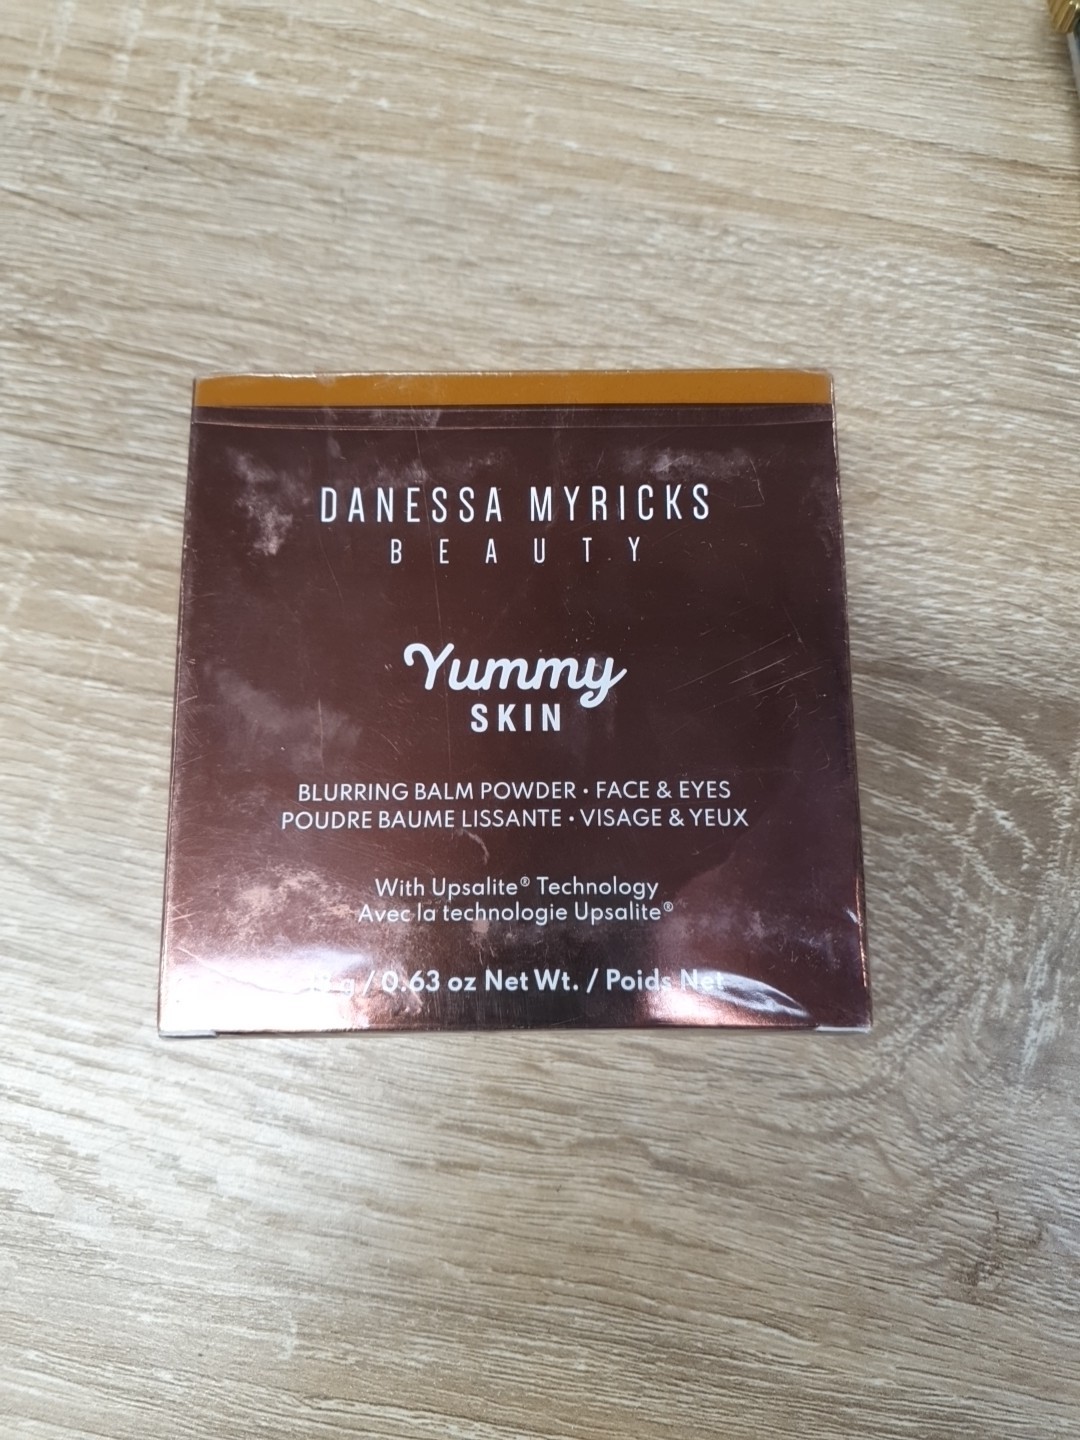 DANESSA MYRICKS
BEAUTY
Yummy
SKIN
BLURRING BALM POWDER • FACE & EYES
POUDRE BAUME LISSANTE • VISAGE & YEUX
With Upsalite® Technology
Avec la technologie Upsalite®
18 g / 0.63 oz Net Wt. / Poids Net